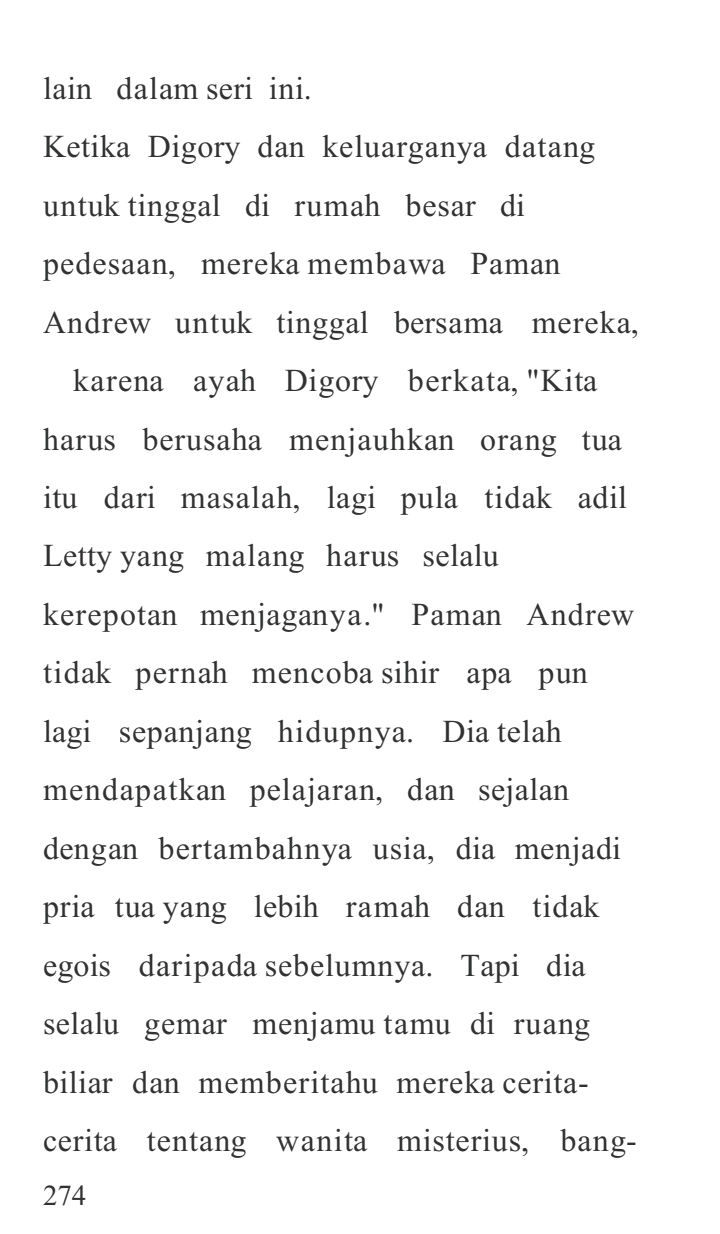 lain dalam seri ini.
Ketika Digory dan keluarganya datang
untuk tinggal di rumah besar di
pedesaan, mereka membawa Paman
Andrew untuk tinggal bersama mereka,
karena ayah Digory berkata, "Kita
harus berusaha menjauhkan orang tua
itu dari masalah, lagi pula tidak adil
Letty yang malang harus selalu
kerepotan menjaganya." Paman Andrew
tidak pernah mencoba sihir apa pun
lagi sepanjang hidupnya. Dia telah
mendapatkan pelajaran, dan sejalan
dengan bertambahnya usia, dia menjadi
pria tua yang lebih ramah dan tidak
egois daripada sebelumnya. Tapi dia
selalu gemar menjamu tamu di ruang
biliar dan memberitahu mereka cerita-
cerita tentang wanita misterius, bang-
274